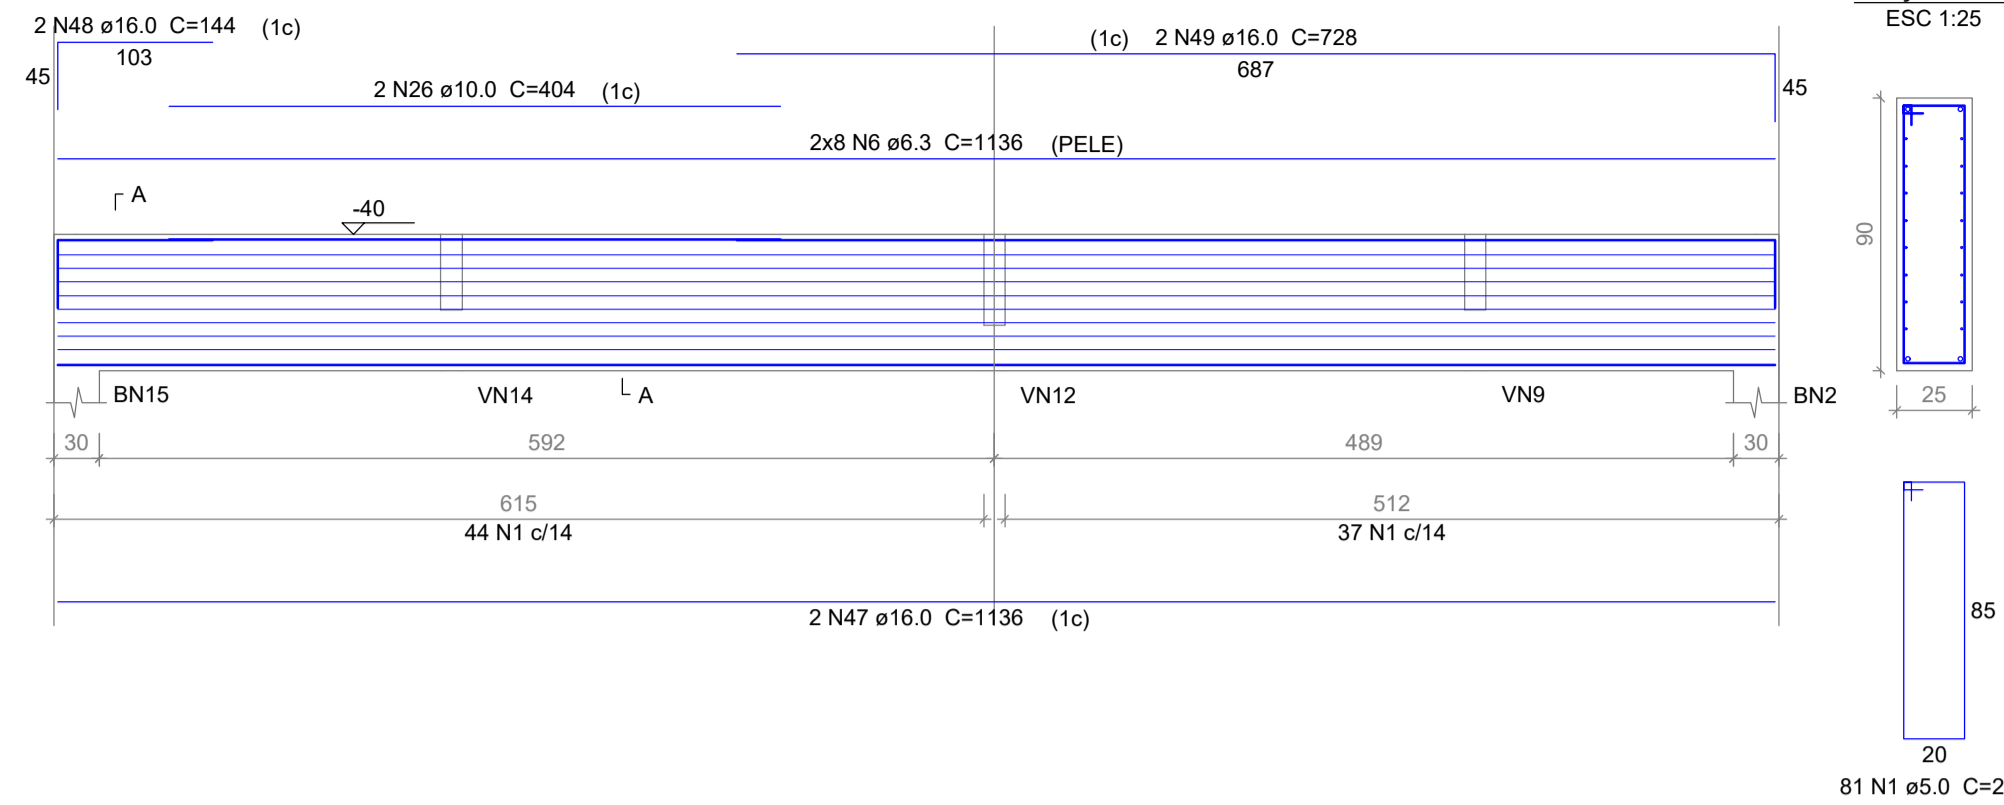 2 N48 ø16.0 C=144 (1c)
103
45
(1c) 2 N49 ø16.0 C=728
687
45
ESC 1:25
2 N26 ø10.0 C=404 (1c)
2x8 N6 ø6.3 C=1136 (PELE)
A
-40
90
BN15
VN14
A
VN12
VN9
BN2
25
30
592
489
30
615
512
44 N1 c/14
37 N1 c/14
2 N47 ø16.0 C=1136 (1c)
85
20
81 N1 ø5.0 C=2